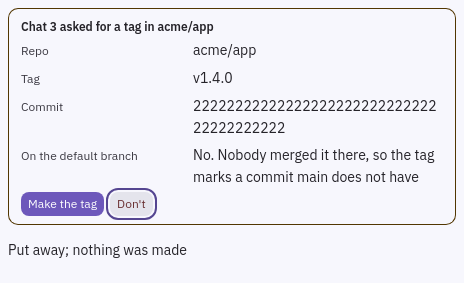 Chat 3 asked for a tag in acme/app
Repo acme/app
Tag v1.4.0
Commit 22222222222222222222222222222
22222222222
On the default branch No. Nobody merged it there, so the tag
marks a commit main does not have
Make the tag Don't
Put away; nothing was made